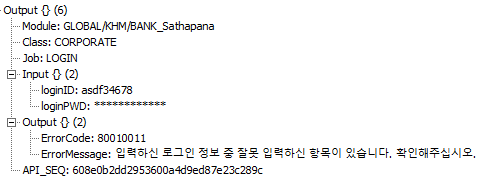 Output {} (6)
Module: GLOBAL/KHM/BANK_Sathapana
Class: CORPORATE
Job: LOGIN
Input {} (2)
loginID: asdf34678
loginPWD: ************
Output {} (2)
ErrorCode: 80010011
ErrorMessage: 입력하신 로그인 정보 중 잘못 입력하신 항목이 있습니다. 확인해주십시오.
API_SEQ: 608e0b2dd2953600a4d9ed87e23c289c